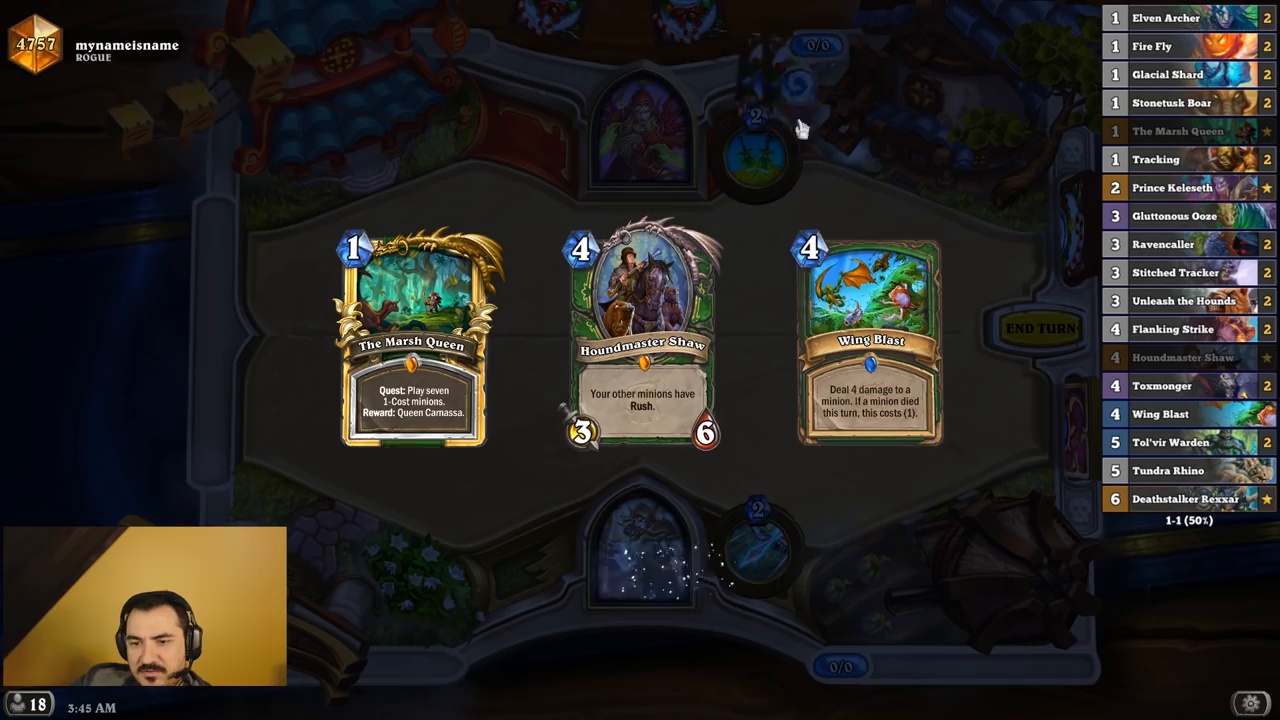 4757
mynameisname
ROGUE
0/0
2
END TURN
1
The Marsh Queen
Quest: Play seven
1-Cost minions.
Reward: Queen Carnassa.
4
Houndmaster Shaw
Your other minions have
Rush.
3
6
4
Wing Blast
Deal 4 damage to a
minion. If a minion died
this turn, this costs (1).
2
0/0
1 Elven Archer 2
1 Fire Fly 2
1 Glacial Shard 2
1 Stonetusk Boar 2
1 The Marsh Queen
1 Tracking 2
2 Prince Keleseth
3 Gluttonous Ooze
3 Ravencaller 2
3 Stitched Tracker 2
3 Unleash the Hounds 2
4 Flanking Strike 2
4 Houndmaster Shaw
4 Toxmonger 2
4 Wing Blast
5 Tol'vir Warden 2
5 Tundra Rhino
6 Deathstalker Rexxar
1-1 (50%)
18
3:45 AM